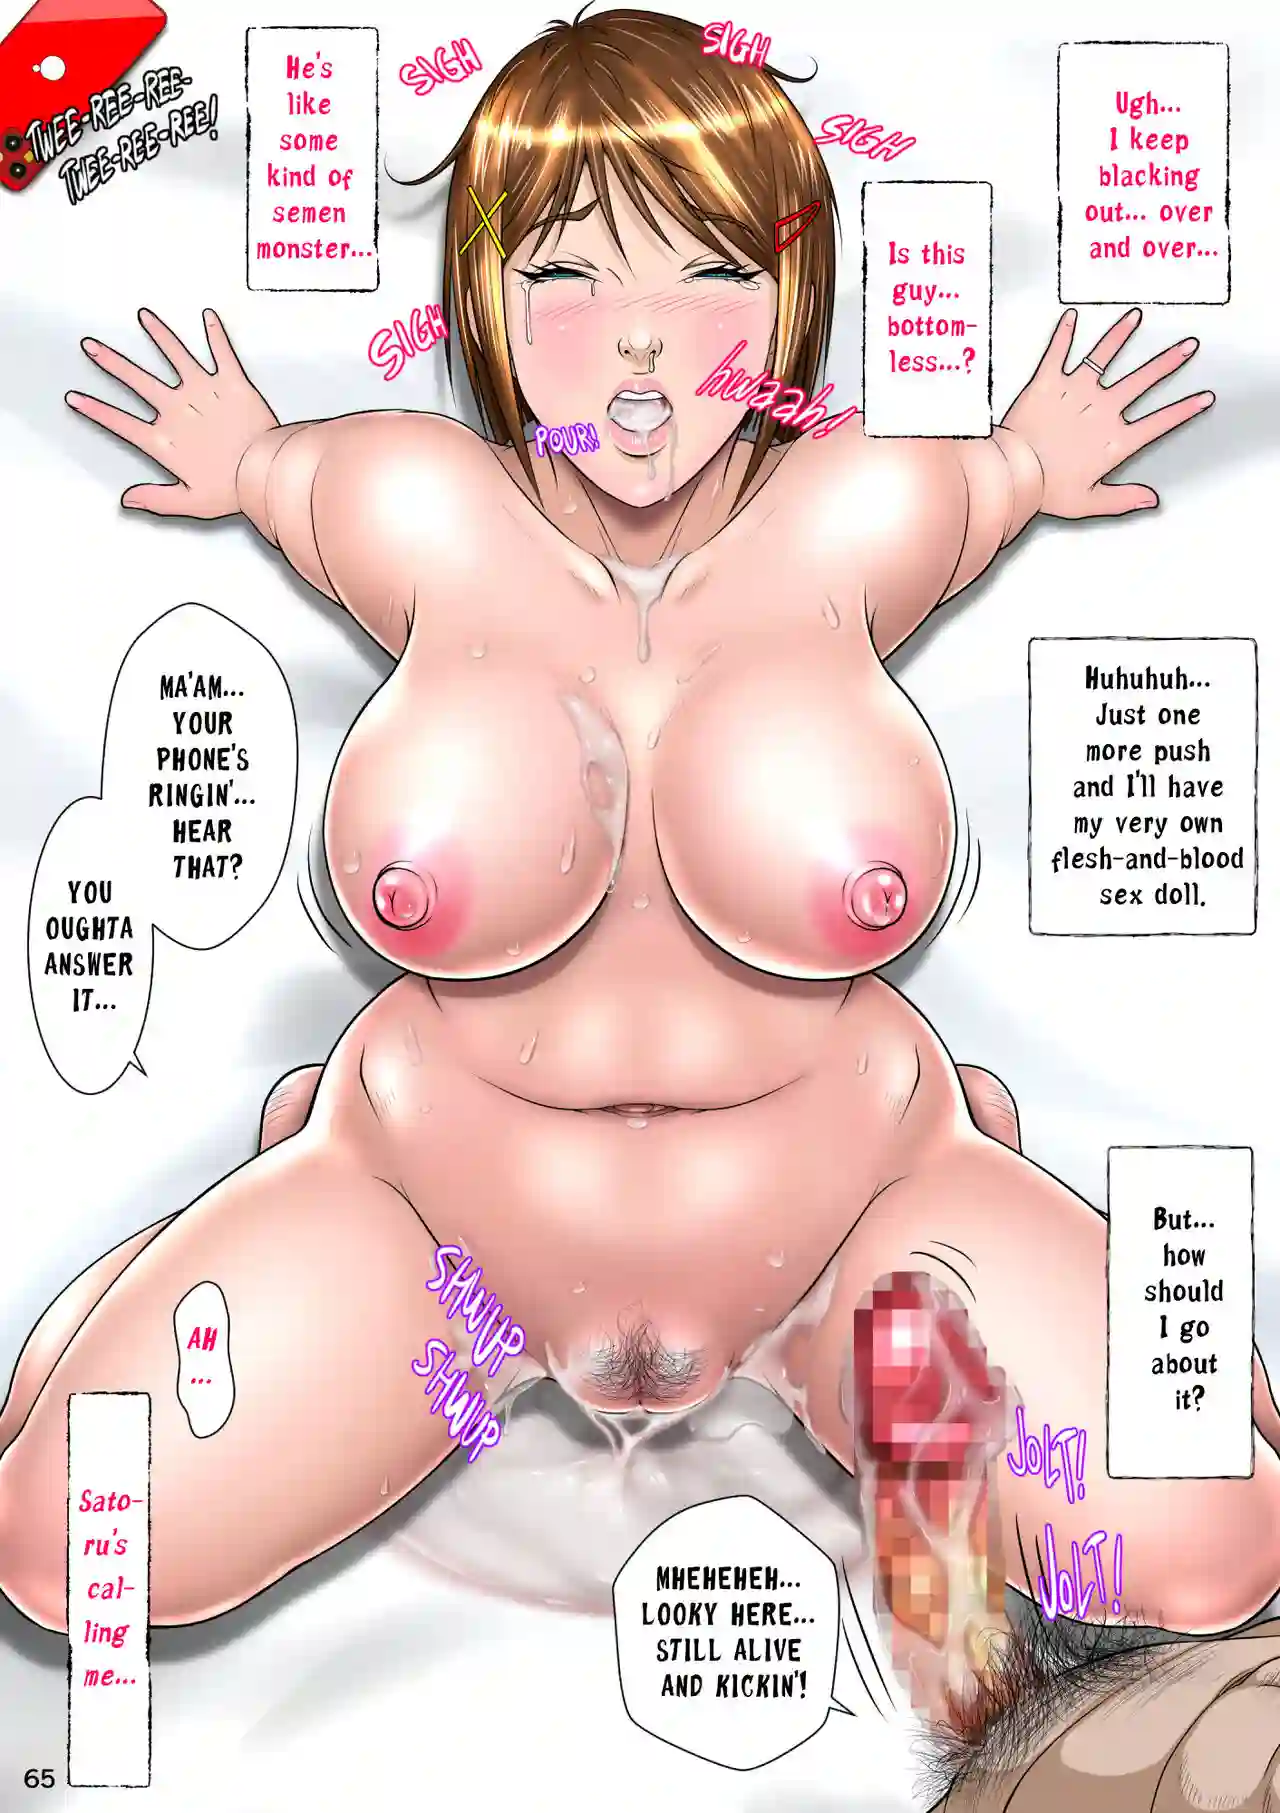 TWEE-REE-REE-
TWEE-REE-REE!
He's
like
some
kind of
semen
monster...
SIGH
SIGH
SIGH
SIGH
Ugh...
I keep
blacking
out... over
and over...
Is this
guy...
bottom-
less...?
hwaaah!
POUR!
MA'AM...
YOUR
PHONE'S
RINGIN'...
HEAR
THAT?
YOU
OUGHTA
ANSWER
IT...
Huhuhuh...
Just one
more push
and I'll have
my very own
flesh-and-blood
sex doll.
But...
how
should
I go
about
it?
SHWUP
SHWUP
AH
...
Sato-
ru's
cal-
ling
me...
JOLT!
JOLT!
MHEHEHEH...
LOOKY HERE...
STILL ALIVE
AND KICKIN'!
65